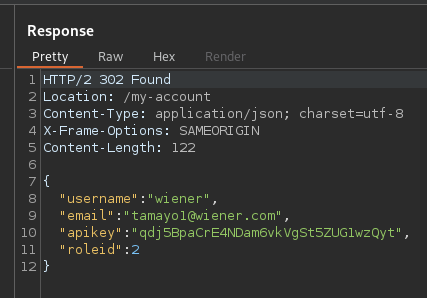 Response
Pretty Raw Hex Render
1 HTTP/2 302 Found
2 Location: /my-account
3 Content-Type: application/json; charset=utf-8
4 X-Frame-Options: SAMEORIGIN
5 Content-Length: 122
6
7 {
8 "username":"wiener",
9 "email":"tamayo1@wiener.com",
10 "apikey":"qdj5BpaCrE4NDam6vkVgSt5ZUG1wzQyt",
11 "roleid":2
12 }